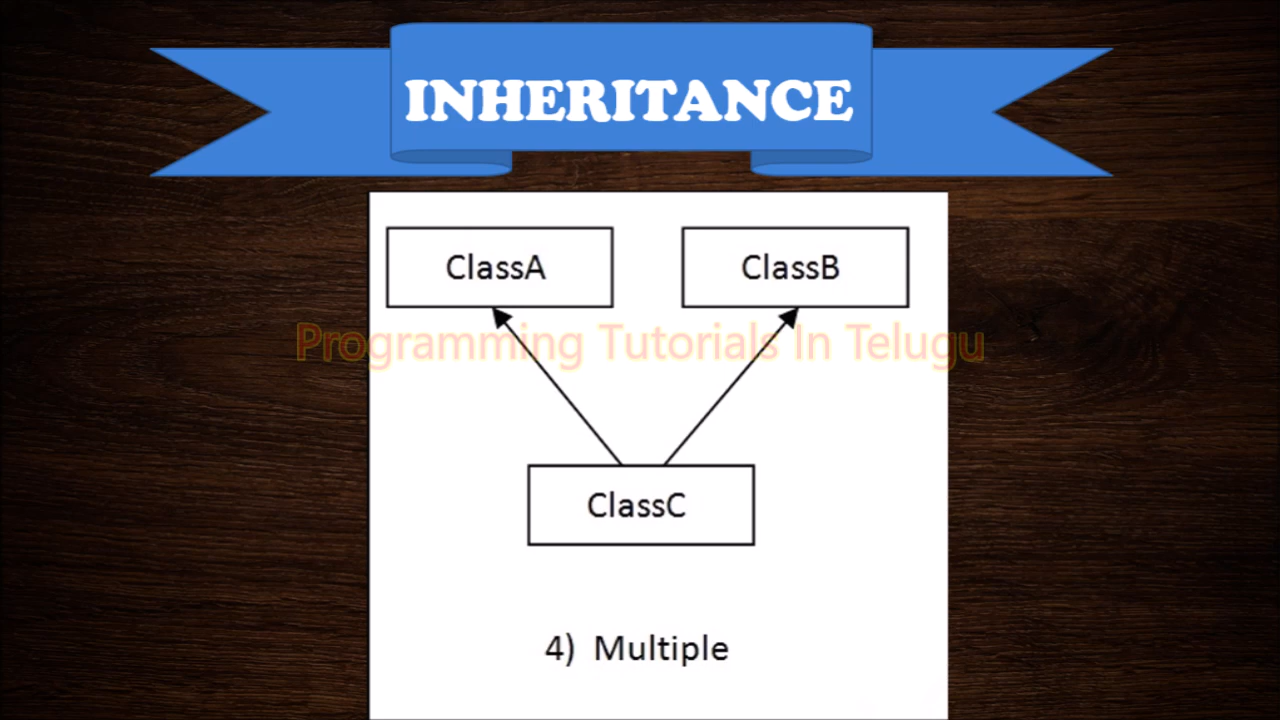 INHERITANCE
ClassA
ClassB
Programming Tutorials In Telugu
ClassC
4) Multiple